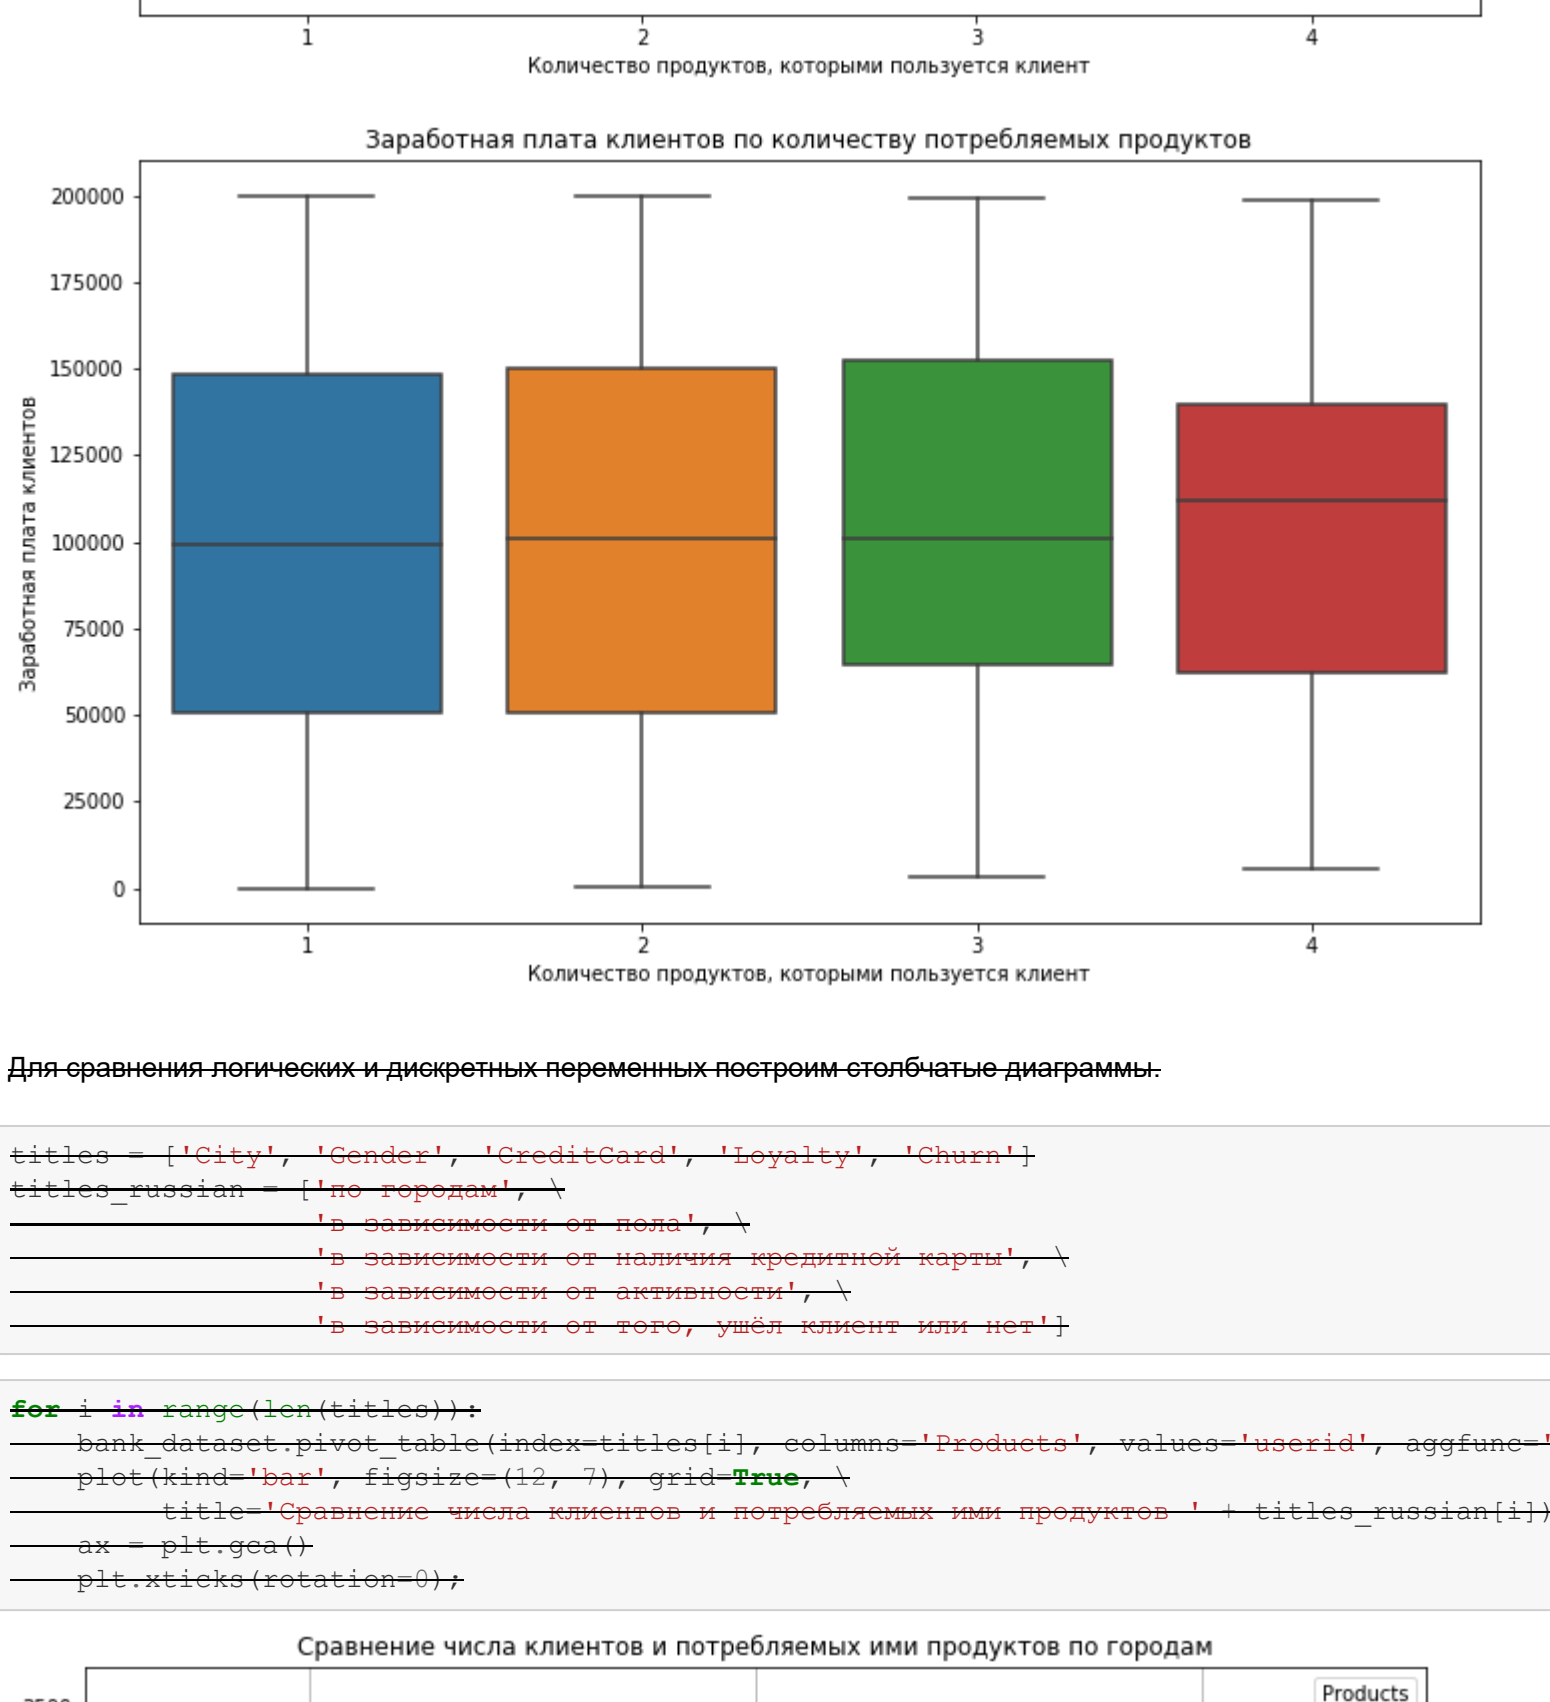 1 2 3 4
Количество продуктов, которыми пользуется клиент
Заработная плата клиентов по количеству потребляемых продуктов
200000
175000
150000
125000
100000
75000
50000
25000
0
Заработная плата клиентов
1 2 3 4
Количество продуктов, которыми пользуется клиент
Для сравнения логических и дискретных переменных построим столбчатые диаграммы.
titles = ['City', 'Gender', 'CreditCard', 'Loyalty', 'Churn']
titles_russian = ['по городам', \
'в зависимости от пола', \
'в зависимости от наличия кредитной карты', \
'в зависимости от активности', \
'в зависимости от того, ушёл клиент или нет']
for i in range(len(titles)):
bank_dataset.pivot_table(index=titles[i], columns='Products', values='userid', aggfunc='
plot(kind='bar', figsize=(12, 7), grid=True, \
title='Сравнение числа клиентов и потребляемых ими продуктов ' + titles_russian[i])
ax = plt.gca()
plt.xticks(rotation=0);
Сравнение числа клиентов и потребляемых ими продуктов по городам
Products